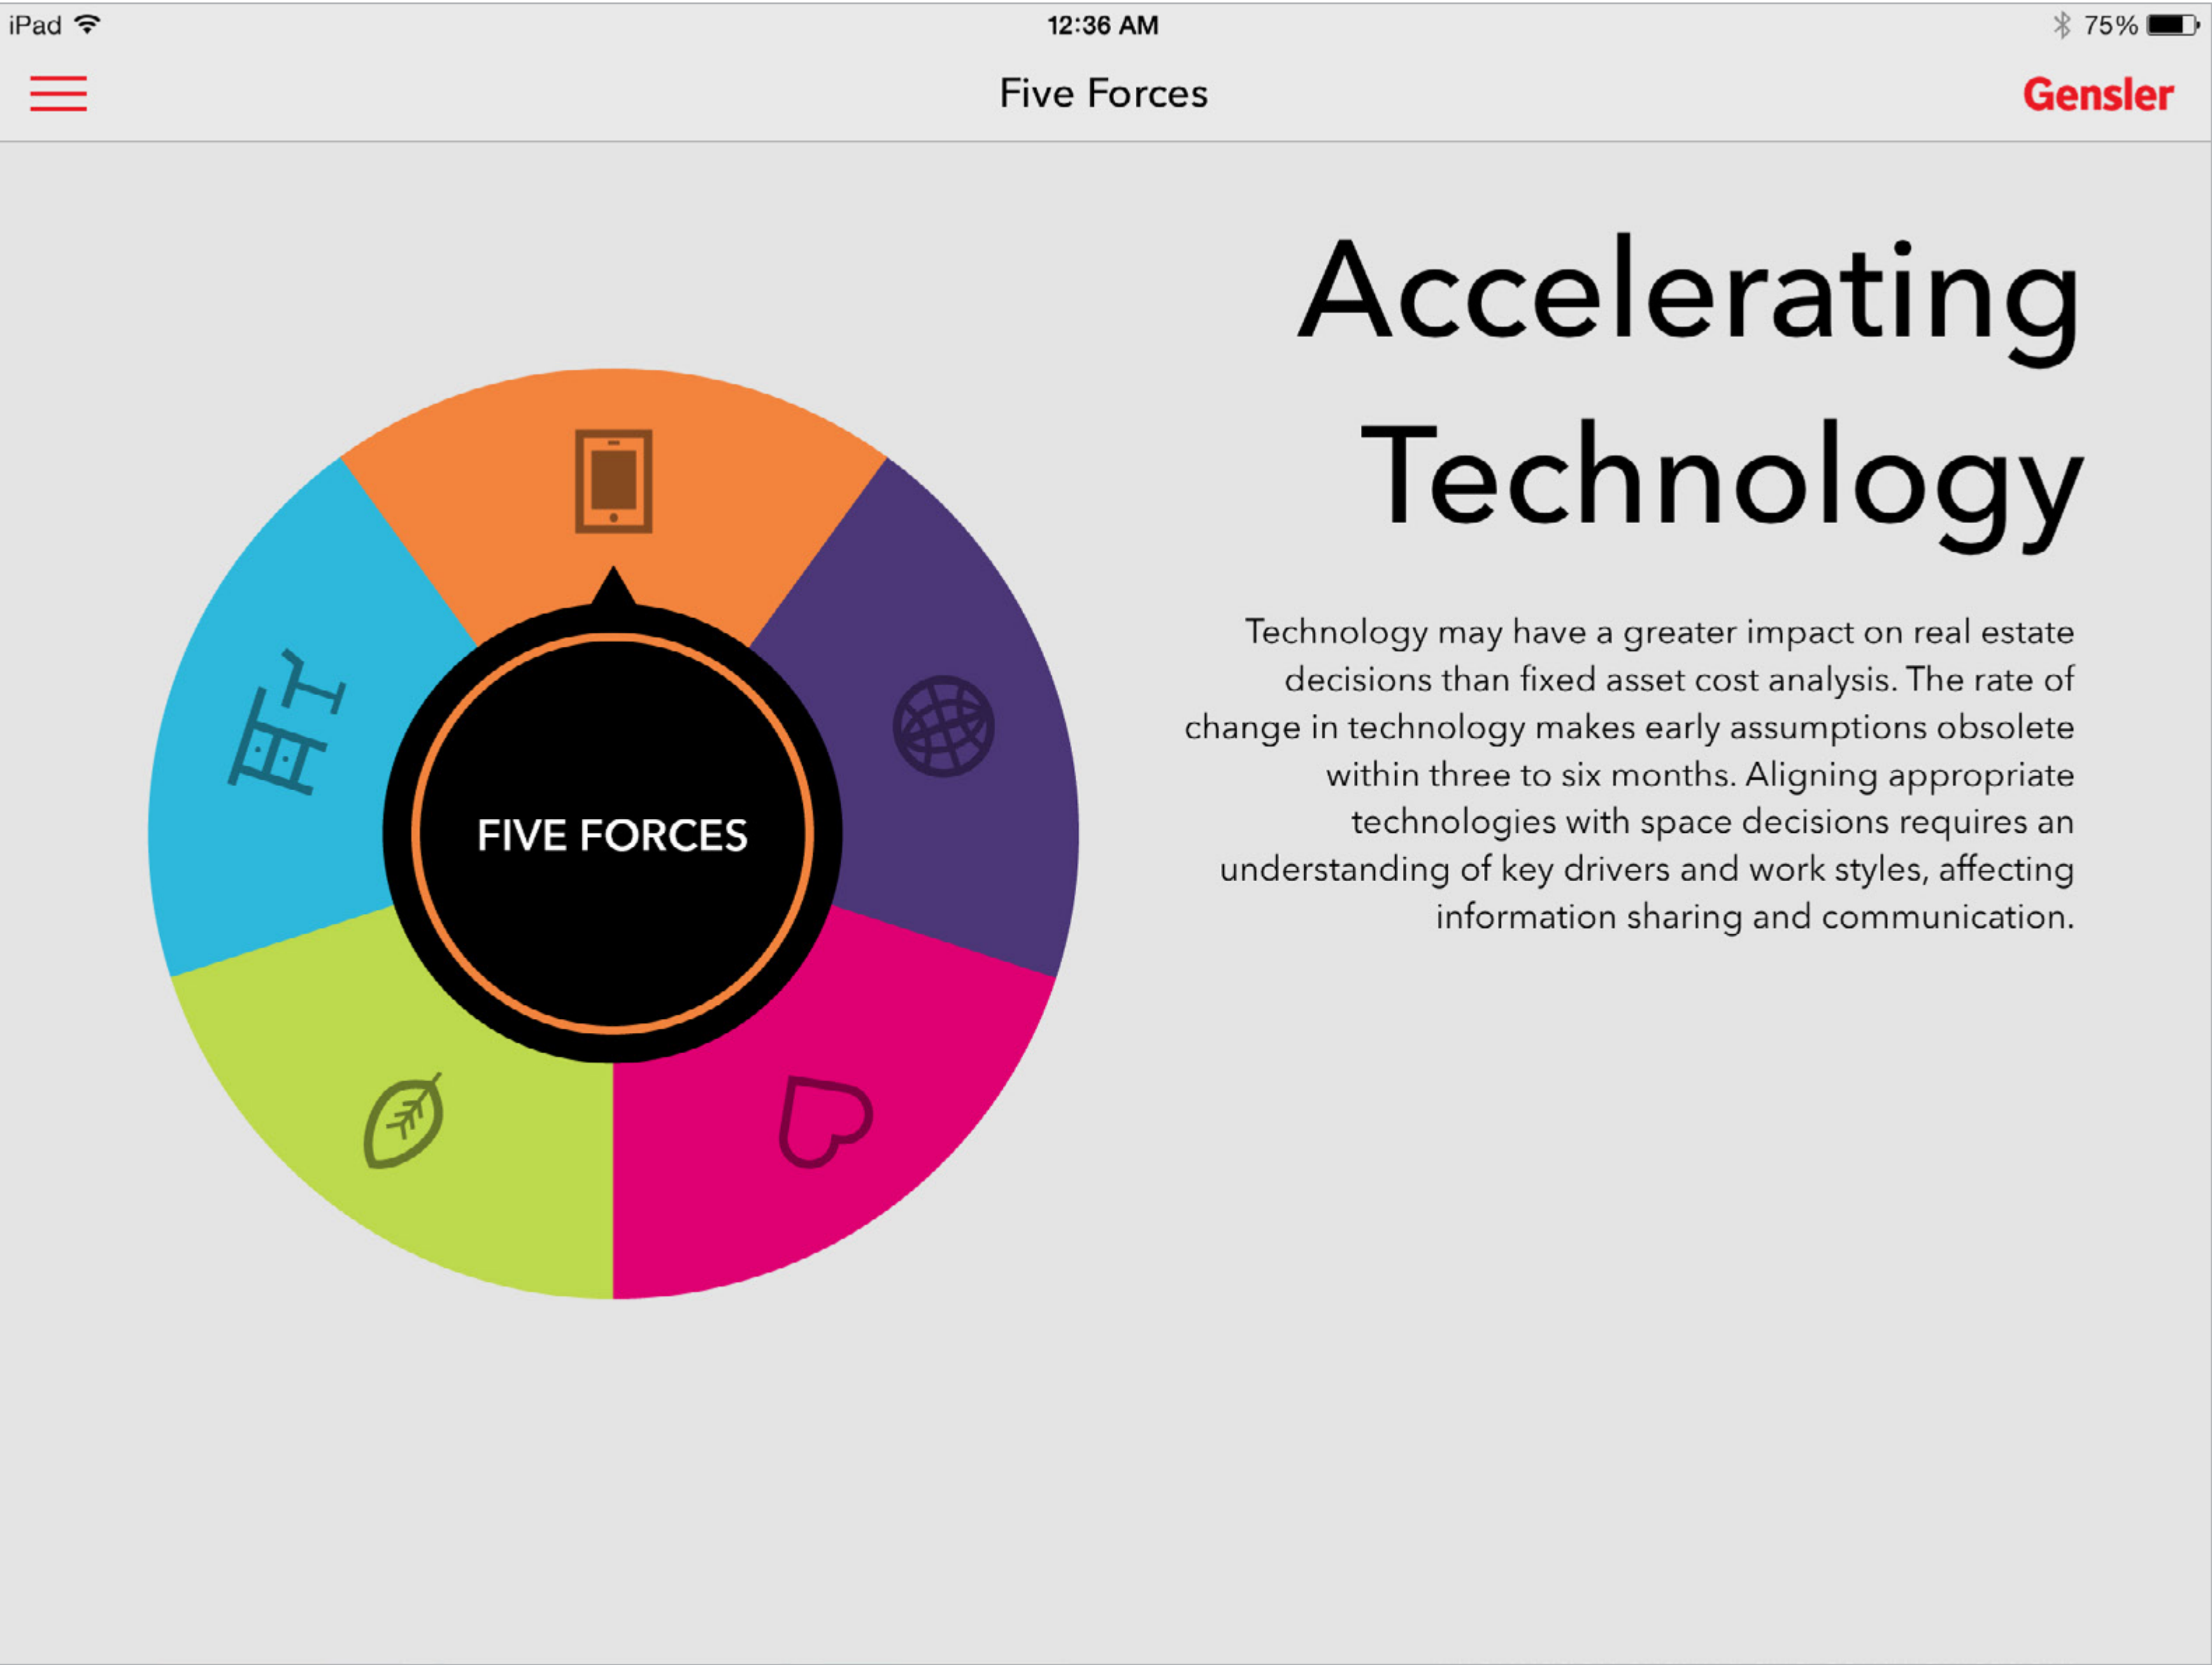 iPad
12:36 AM
75%
Five Forces
Gensler
Accelerating
Technology
Technology may have a greater impact on real estate
decisions than fixed asset cost analysis. The rate of
change in technology makes early assumptions obsolete
within three to six months. Aligning appropriate
technologies with space decisions requires an
understanding of key drivers and work styles, affecting
information sharing and communication.
FIVE FORCES